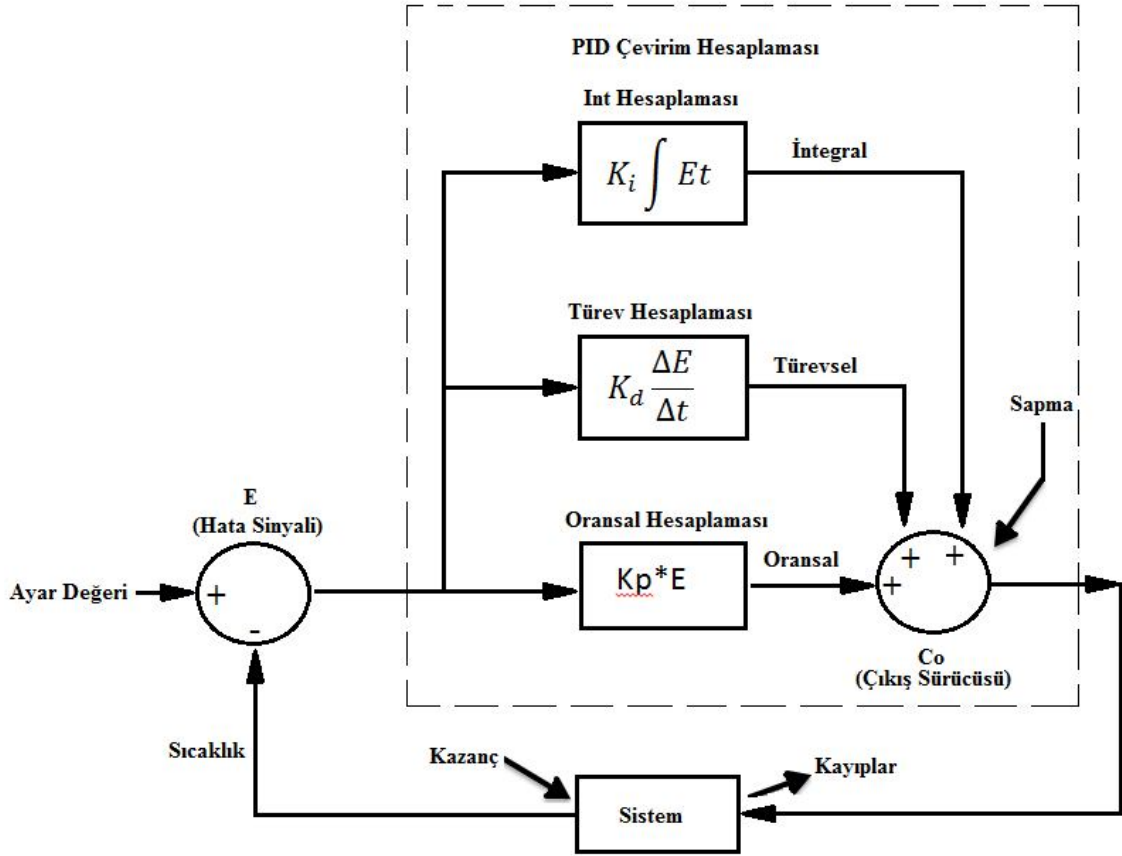 PID Çevirim Hesaplaması
Int Hesaplaması
K_i ∫ Et
İntegral
Türev Hesaplaması
K_d ΔE/Δt
Türevsel
Sapma
E
(Hata Sinyali)
Oransal Hesaplaması
Kp*E
Oransal
+
+
+
Ayar Değeri
+
-
Co
(Çıkış Sürücüsü)
Sıcaklık
Kazanç
Kayıplar
Sistem